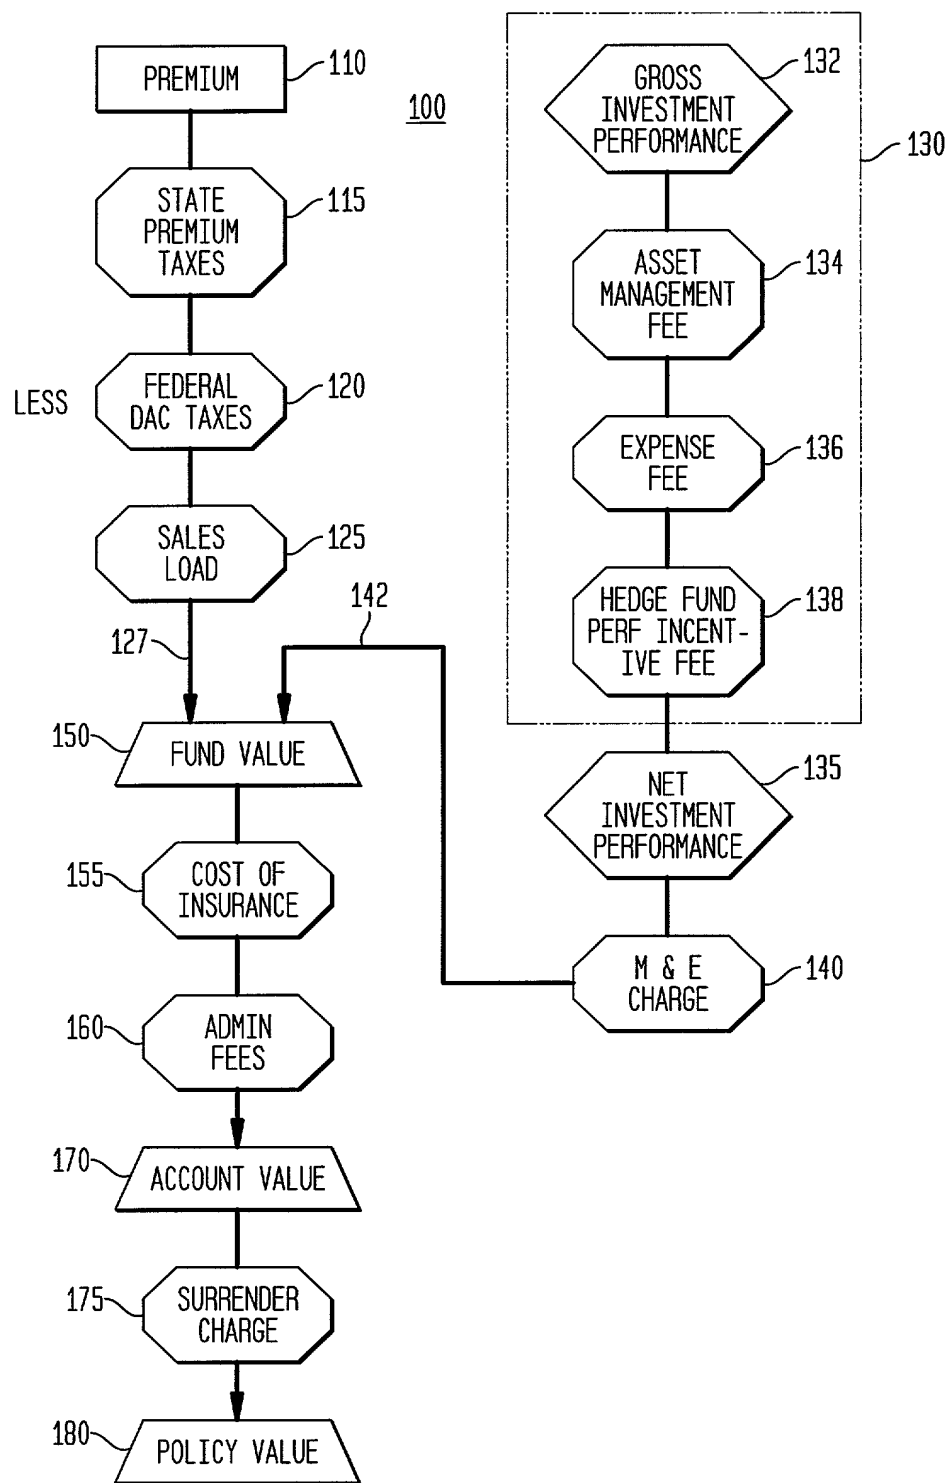 PREMIUM
110
100
STATE
PREMIUM
TAXES
115
LESS
FEDERAL
DAC TAXES
120
SALES
LOAD
125
127
142
GROSS
INVESTMENT
PERFORMANCE
132
130
ASSET
MANAGEMENT
FEE
134
EXPENSE
FEE
136
HEDGE FUND
PERF INCENT-
IVE FEE
138
NET
INVESTMENT
PERFORMANCE
135
M & E
CHARGE
140
150
FUND VALUE
155
COST OF
INSURANCE
160
ADMIN
FEES
170
ACCOUNT VALUE
175
SURRENDER
CHARGE
180
POLICY VALUE